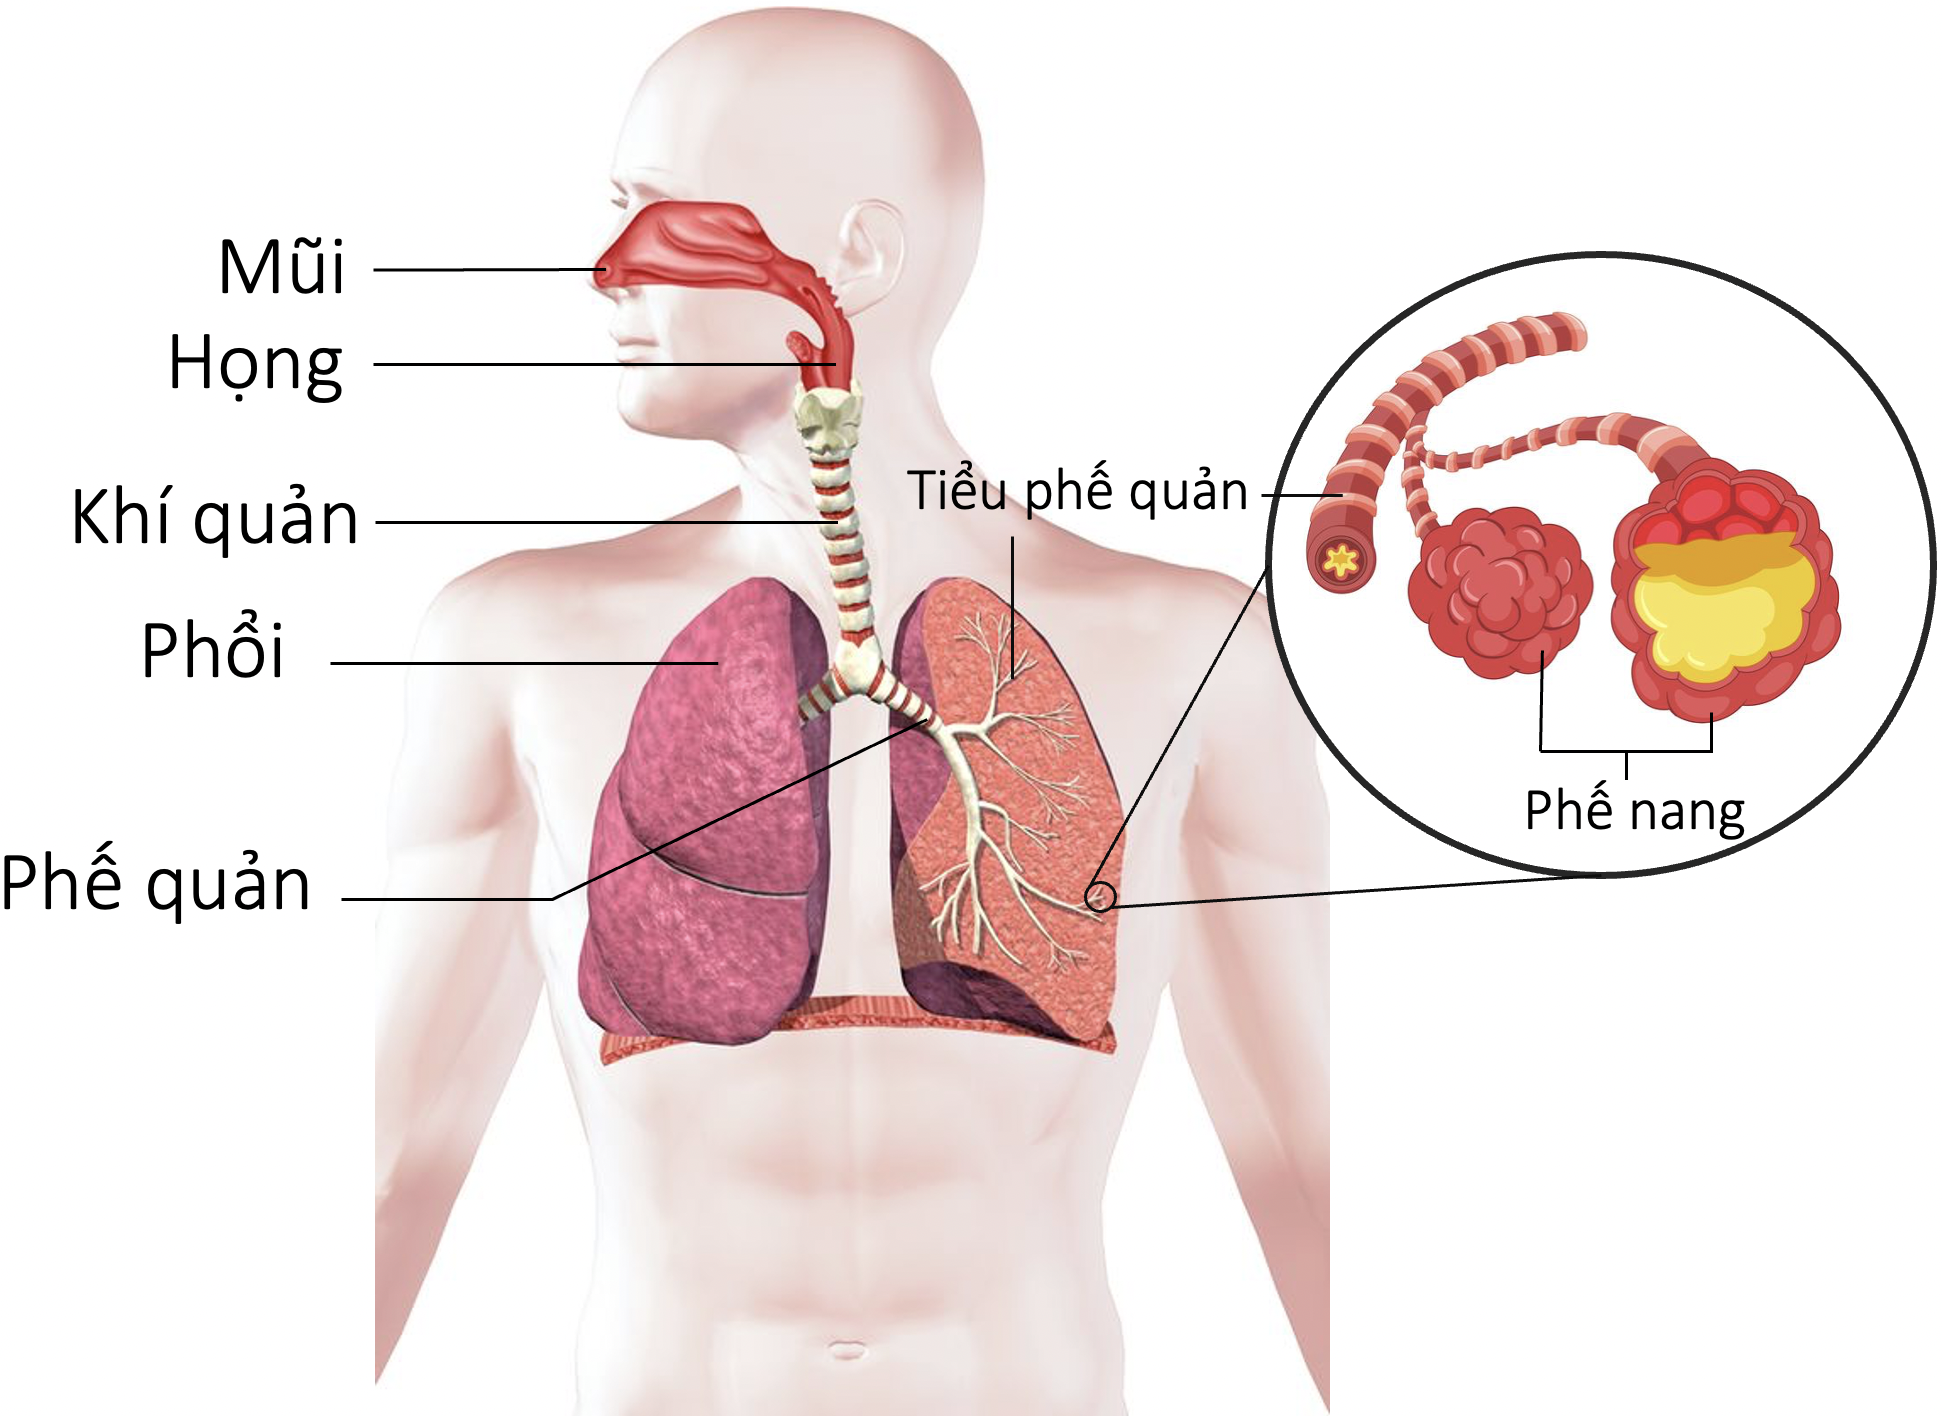 Mũi
Họng
Khí quản
Tiểu phế quản
Phổi
Phế quản
Phế nang